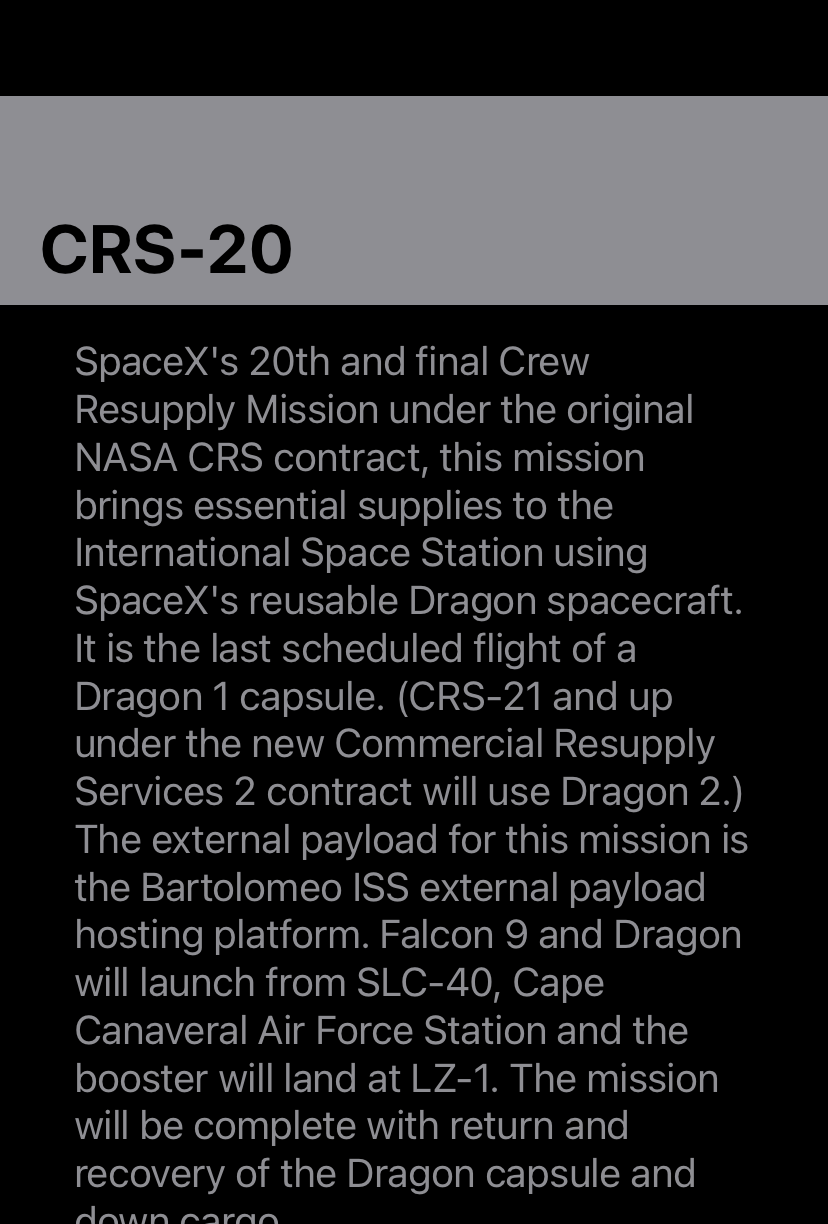 CRS-20
SpaceX's 20th and final Crew
Resupply Mission under the original
NASA CRS contract, this mission
brings essential supplies to the
International Space Station using
SpaceX's reusable Dragon spacecraft.
It is the last scheduled flight of a
Dragon 1 capsule. (CRS-21 and up
under the new Commercial Resupply
Services 2 contract will use Dragon 2.)
The external payload for this mission is
the Bartolomeo ISS external payload
hosting platform. Falcon 9 and Dragon
will launch from SLC-40, Cape
Canaveral Air Force Station and the
booster will land at LZ-1. The mission
will be complete with return and
recovery of the Dragon capsule and
down cargo